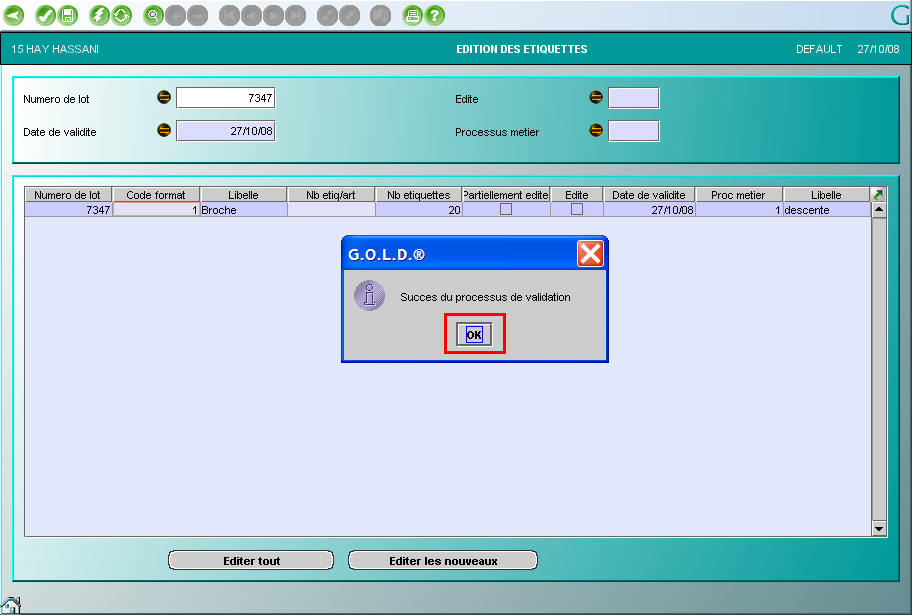 G
15 HAY HASSANI EDITION DES ETIQUETTES DEFAULT 27/10/08
Numero de lot 7347 Edite
Date de validite 27/10/08 Processus metier
Numero de lot Code format Libelle Nb etiq/art Nb etiquettes Partiellement edite Edite Date de validite Proc metier Libelle
7347 1 Broche 20 27/10/08 1 descente
G.O.L.D.®
Succes du processus de validation
OK
Editer tout Editer les nouveaux